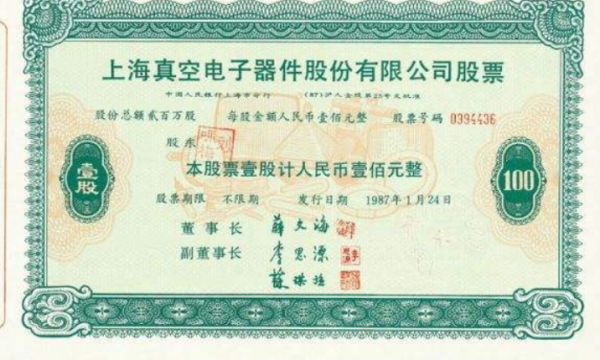 上海真空电子器件股份有限公司股票
中国人民银行上海市分行 (87)沪人金股第25号文批准
股份总额贰百万股 每股金额人民币壹佰元整 股票号码 0394436
股东
本股票壹股计人民币壹佰元整
壹股
100
股票期限 不限期 发行日期 1987年1月24日
董事长 薛文海
副董事长 李思源